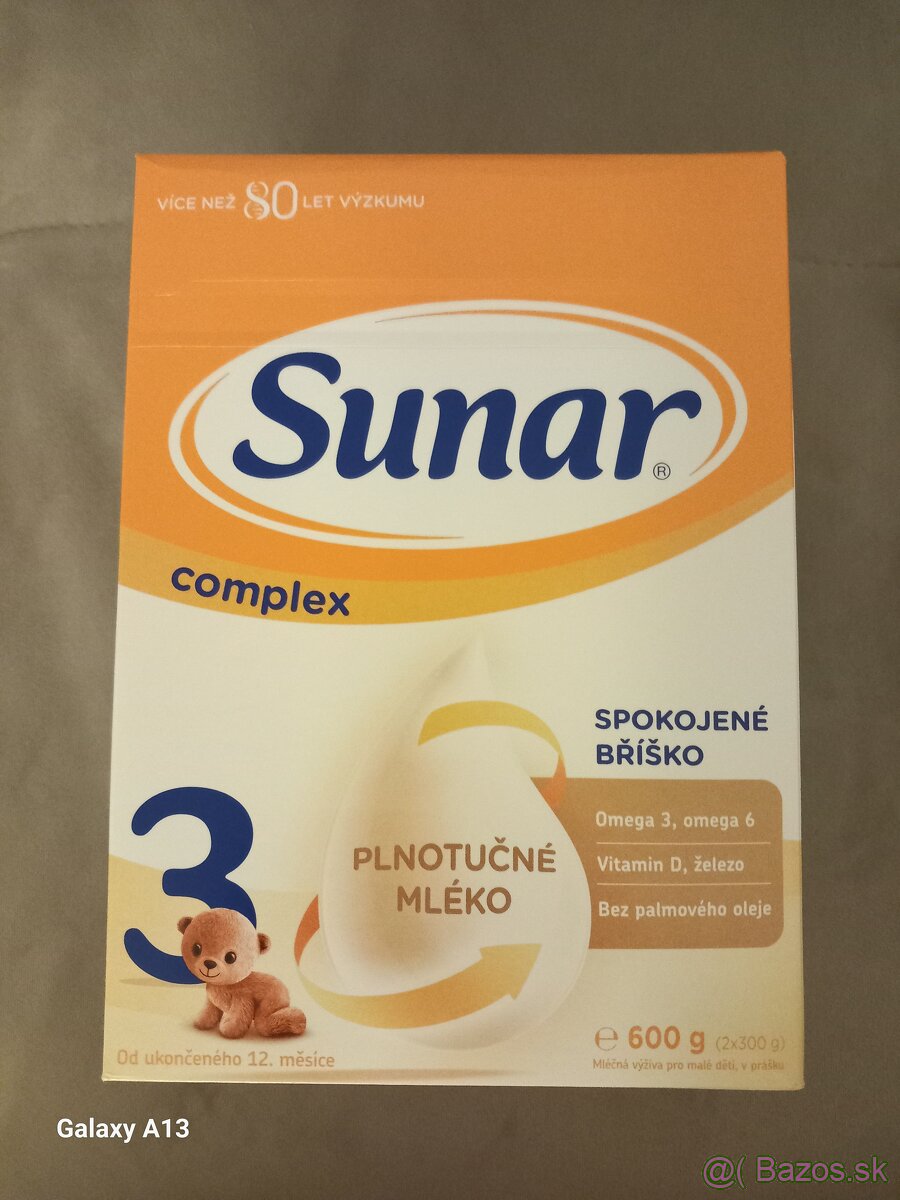 VÍCE NEŽ 80 LET VÝZKUMU
Sunar®
complex
SPOKOJENÉ
BŘÍŠKO
Omega 3, omega 6
Vitamin D, železo
Bez palmového oleje
PLNOTUČNÉ
MLÉKO
3
Od ukončeného 12. měsíce
℮ 600 g (2x300 g)
Mléčná výživa pro malé děti, v prášku
Galaxy A13
@( Bazos.sk